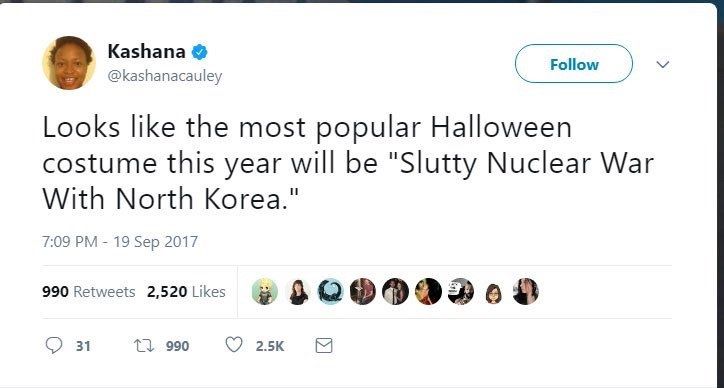 Kashana
@kashanacauley
Follow
Looks like the most popular Halloween
costume this year will be "Slutty Nuclear War
With North Korea."
7:09 PM - 19 Sep 2017
990 Retweets 2,520 Likes
31 990 2.5K